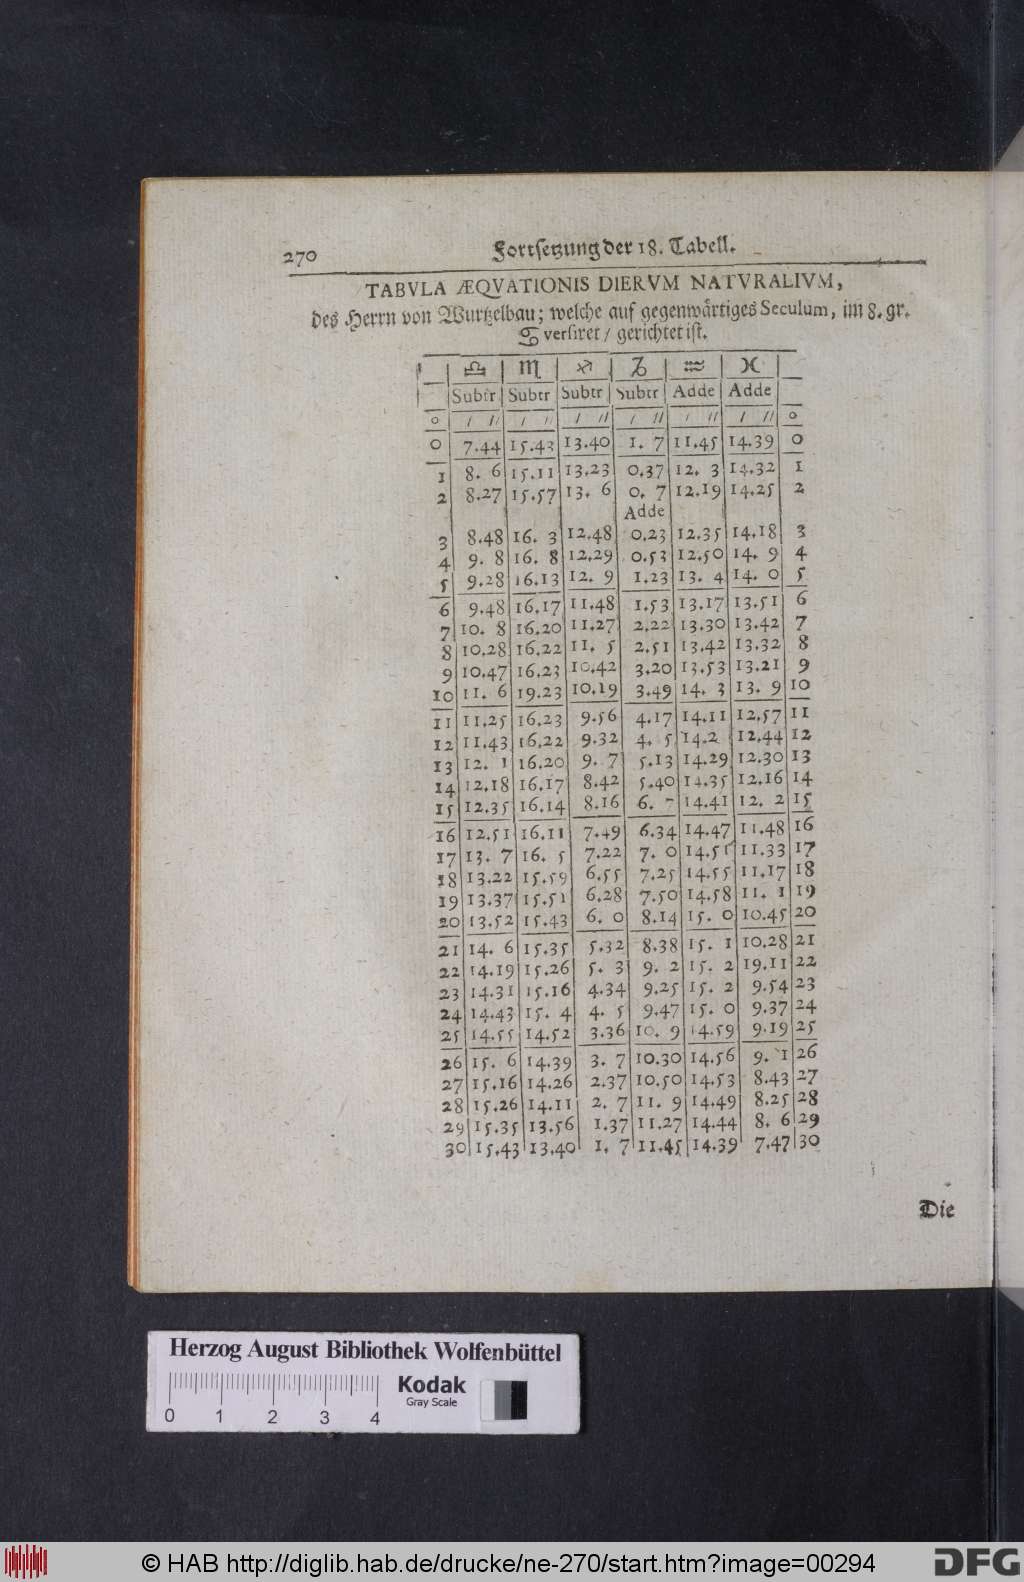 270 Fortsetzung der 18. Tabell.
TABVLA ÆQVATIONIS DIERVM NATVRALIVM,
des Herrn von Wurtzelbau; welche auf gegenwärtiges Seculum, im 8. gr.
♋ versiret / gerichtet ist.
♎ ♏ ♐ ♑ ♒ ♓
Subtr Subtr Subtr Subtr Adde Adde
o / // / // / // / // / // / // o
0 7.44 15.43 13.40 1. 7 11.45 14.39 0
1 8. 6 15.11 13.23 0.37 12. 3 14.32 1
2 8.27 15.57 13. 6 0. 7 12.19 14.25 2
Adde
3 8.48 16. 3 12.48 0.23 12.35 14.18 3
4 9. 8 16. 8 12.29 0.53 12.50 14. 9 4
5 9.28 16.13 12. 9 1.23 13. 4 14. 0 5
6 9.48 16.17 11.48 1.53 13.17 13.51 6
7 10. 8 16.20 11.27 2.22 13.30 13.42 7
8 10.28 16.22 11. 5 2.51 13.42 13.32 8
9 10.47 16.23 10.42 3.20 13.53 13.21 9
10 11. 6 19.23 10.19 3.49 14. 3 13. 9 10
11 11.25 16.23 9.56 4.17 14.11 12.57 11
12 11.43 16.22 9.32 4. 5 14.2 12.44 12
13 12. 1 16.20 9. 7 5.13 14.29 12.30 13
14 12.18 16.17 8.42 5.40 14.35 12.16 14
15 12.35 16.14 8.16 6. 7 14.41 12. 2 15
16 12.51 16.11 7.49 6.34 14.47 11.48 16
17 13. 7 16. 5 7.22 7. 0 14.51 11.33 17
18 13.22 15.59 6.55 7.25 14.55 11.17 18
19 13.37 15.51 6.28 7.50 14.58 11. 1 19
20 13.52 15.43 6. 0 8.14 15. 0 10.45 20
21 14. 6 15.35 5.32 8.38 15. 1 10.28 21
22 14.19 15.26 5. 3 9. 2 15. 2 19.11 22
23 14.31 15.16 4.34 9.25 15. 2 9.54 23
24 14.43 15. 4 4. 5 9.47 15. 0 9.37 24
25 14.55 14.52 3.36 10. 9 14.59 9.19 25
26 15. 6 14.39 3. 7 10.30 14.56 9. 1 26
27 15.16 14.26 2.37 10.50 14.53 8.43 27
28 15.26 14.11 2. 7 11. 9 14.49 8.25 28
29 15.35 13.56 1.37 11.27 14.44 8. 6 29
30 15.43 13.40 1. 7 11.45 14.39 7.47 30
Die
Herzog August Bibliothek Wolfenbüttel
Kodak
Gray Scale
0 1 2 3 4
© HAB http://diglib.hab.de/drucke/ne-270/start.htm?image=00294
DFG